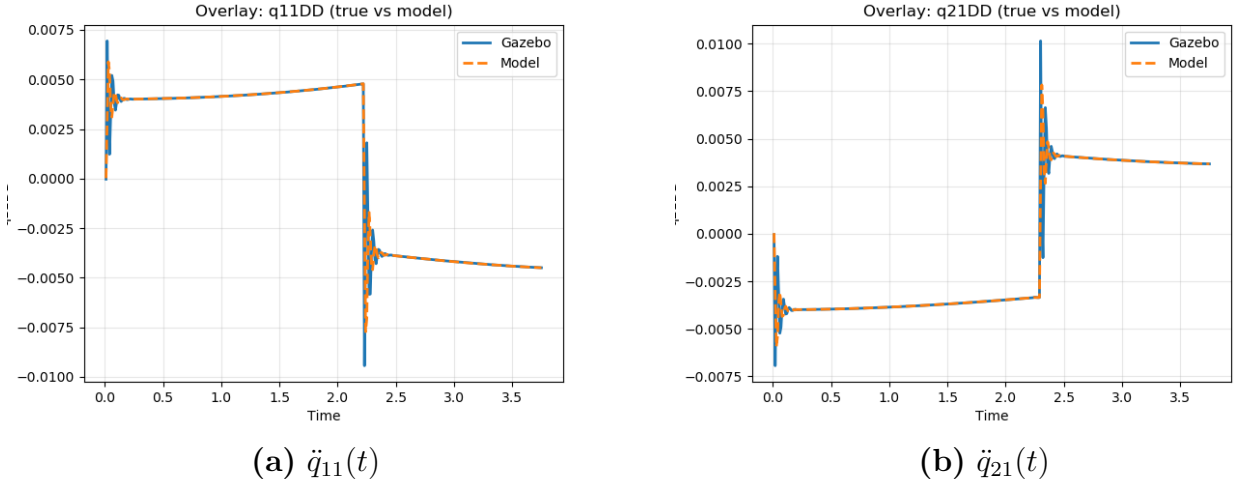 Overlay: q11DD (true vs model)
Gazebo
Model
0.0075
0.0050
0.0025
0.0000
−0.0025
−0.0050
−0.0075
−0.0100
0.0 0.5 1.0 1.5 2.0 2.5 3.0 3.5
Time
(a) q̈₁₁(t)
Overlay: q21DD (true vs model)
Gazebo
Model
0.0100
0.0075
0.0050
0.0025
0.0000
−0.0025
−0.0050
−0.0075
0.0 0.5 1.0 1.5 2.0 2.5 3.0 3.5
Time
(b) q̈₂₁(t)